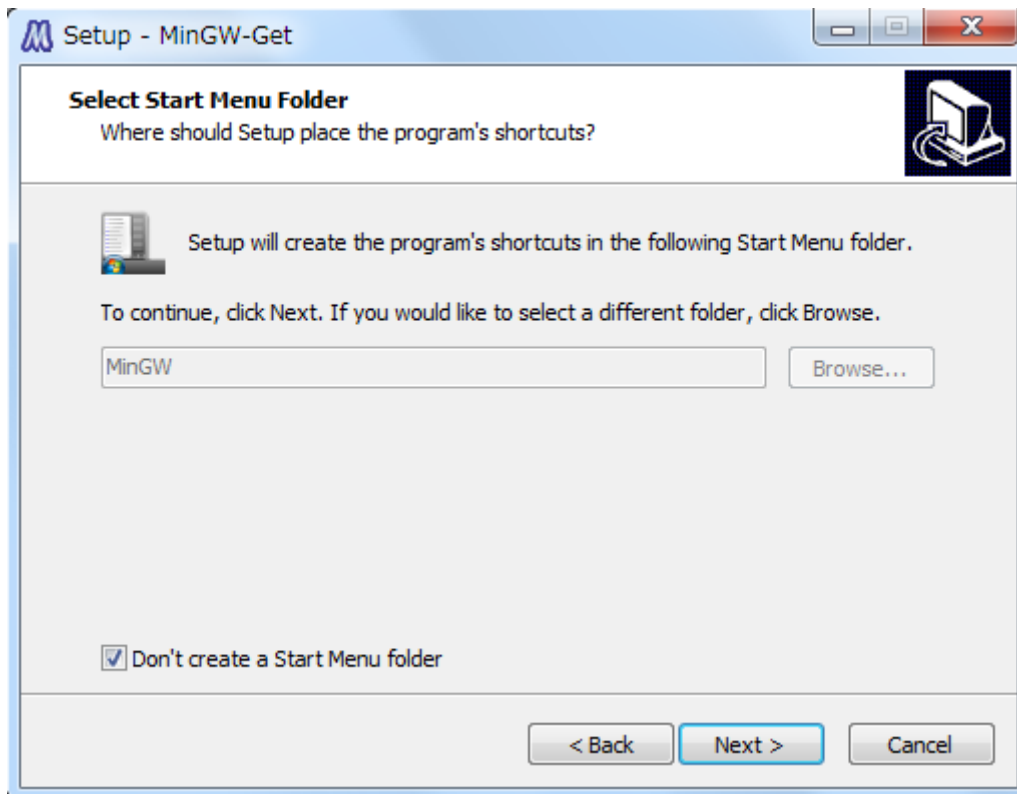 Setup - MinGW-Get
Select Start Menu Folder
Where should Setup place the program's shortcuts?
Setup will create the program's shortcuts in the following Start Menu folder.
To continue, click Next. If you would like to select a different folder, click Browse.
MinGW
Browse...
Don't create a Start Menu folder
< Back
Next >
Cancel